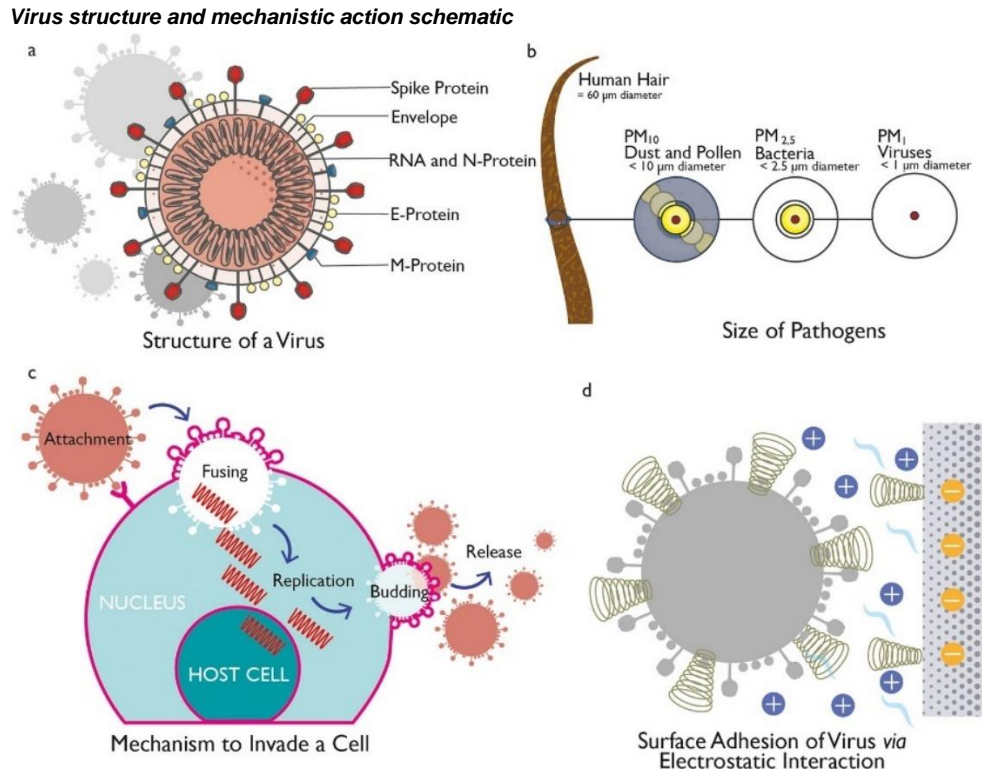 Virus structure and mechanistic action schematic
a
Spike Protein
Envelope
RNA and N-Protein
E-Protein
M-Protein
Structure of a Virus
b
Human Hair
= 60 µm diameter
PM10
Dust and Pollen
< 10 µm diameter
PM2.5
Bacteria
< 2.5 µm diameter
PM1
Viruses
< 1 µm diameter
Size of Pathogens
c
Attachment
Fusing
Replication
Budding
Release
NUCLEUS
HOST CELL
Mechanism to Invade a Cell
d
+
+
+
+
+
+
+
+
+
−
−
−
−
Surface Adhesion of Virus via
Electrostatic Interaction